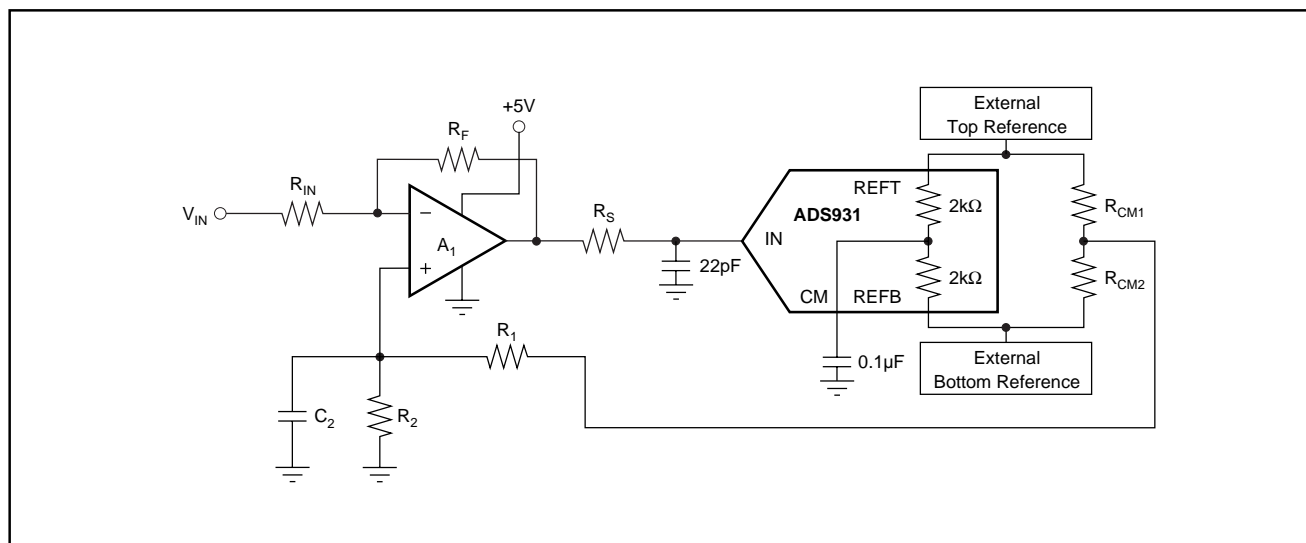 External
Top Reference
+5V
R_F
R_IN
V_IN
–
A_1
+
R_S
22pF
IN
ADS931
REFT
2kΩ
R_CM1
CM
REFB
2kΩ
R_CM2
R_1
0.1µF
External
Bottom Reference
C_2
R_2